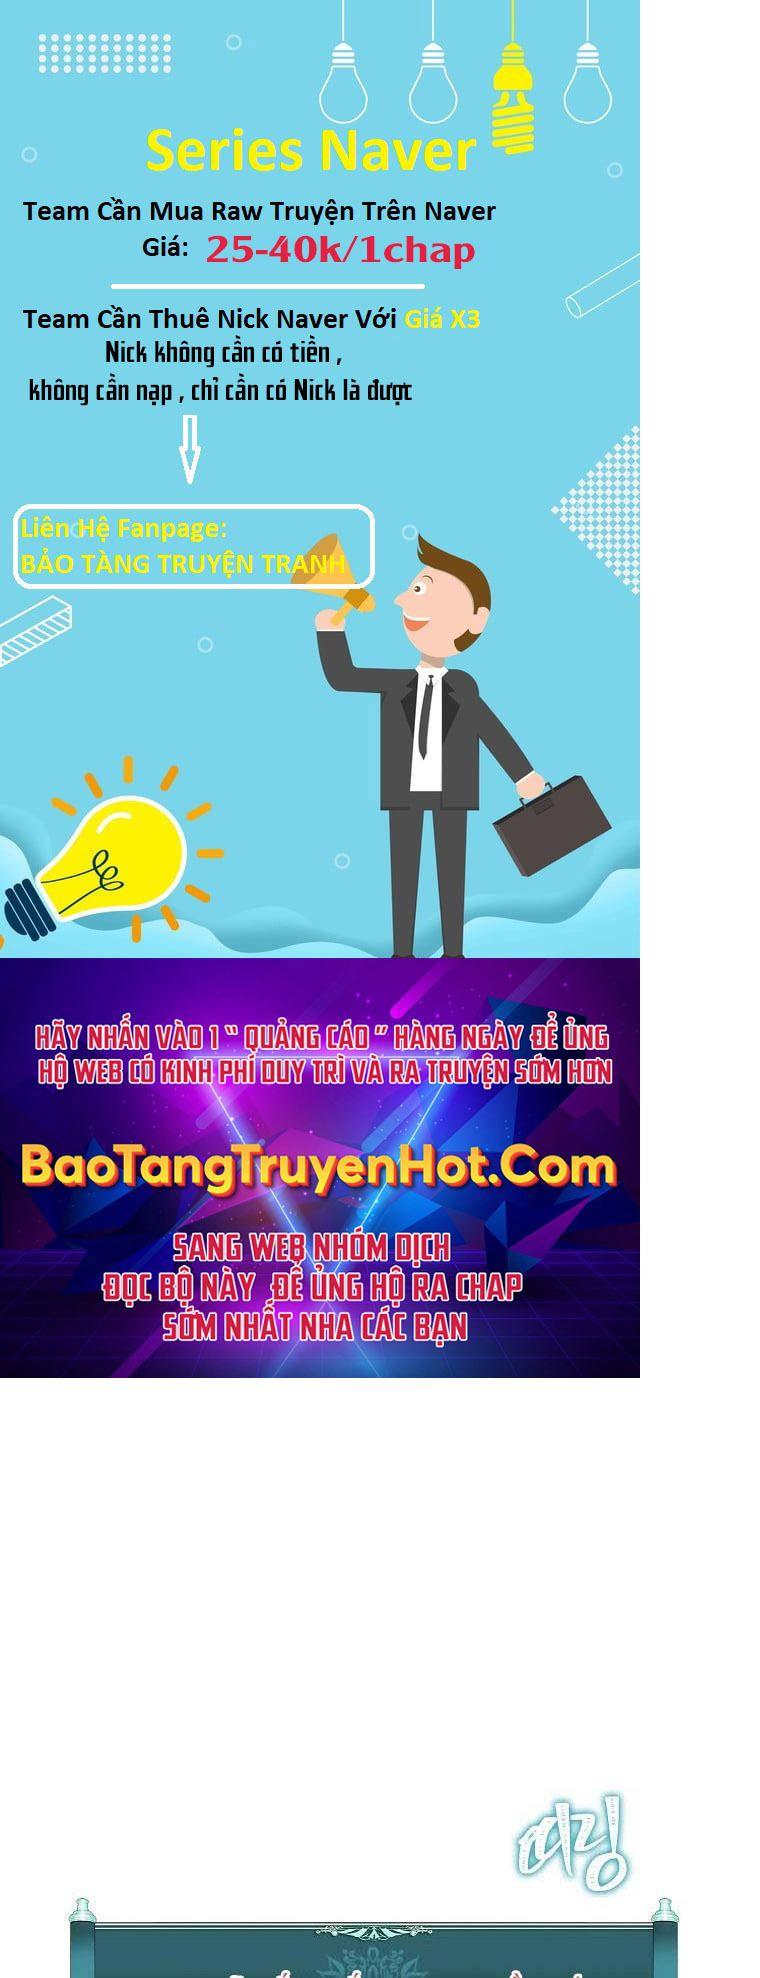 Series Naver
Team Cần Mua Raw Truyện Trên Naver
Giá: 25-40k/1chap
Team Cần Thuê Nick Naver Với Giá X3
Nick không cần có tiền ,
không cần nạp , chỉ cần có Nick là được
Liên Hệ Fanpage:
BẢO TÀNG TRUYỆN TRANH
HÃY NHẤN VÀO 1 “ QUẢNG CÁO ” HÀNG NGÀY ĐỂ ỦNG
HỘ WEB CÓ KINH PHÍ DUY TRÌ VÀ RA TRUYỆN SỚM HƠN
BaoTangTruyenHot.Com
SANG WEB NHÓM DỊCH
ĐỌC BỘ NÀY ĐỂ ỦNG HỘ RA CHAP
SỚM NHẤT NHA CÁC BẠN
띠링